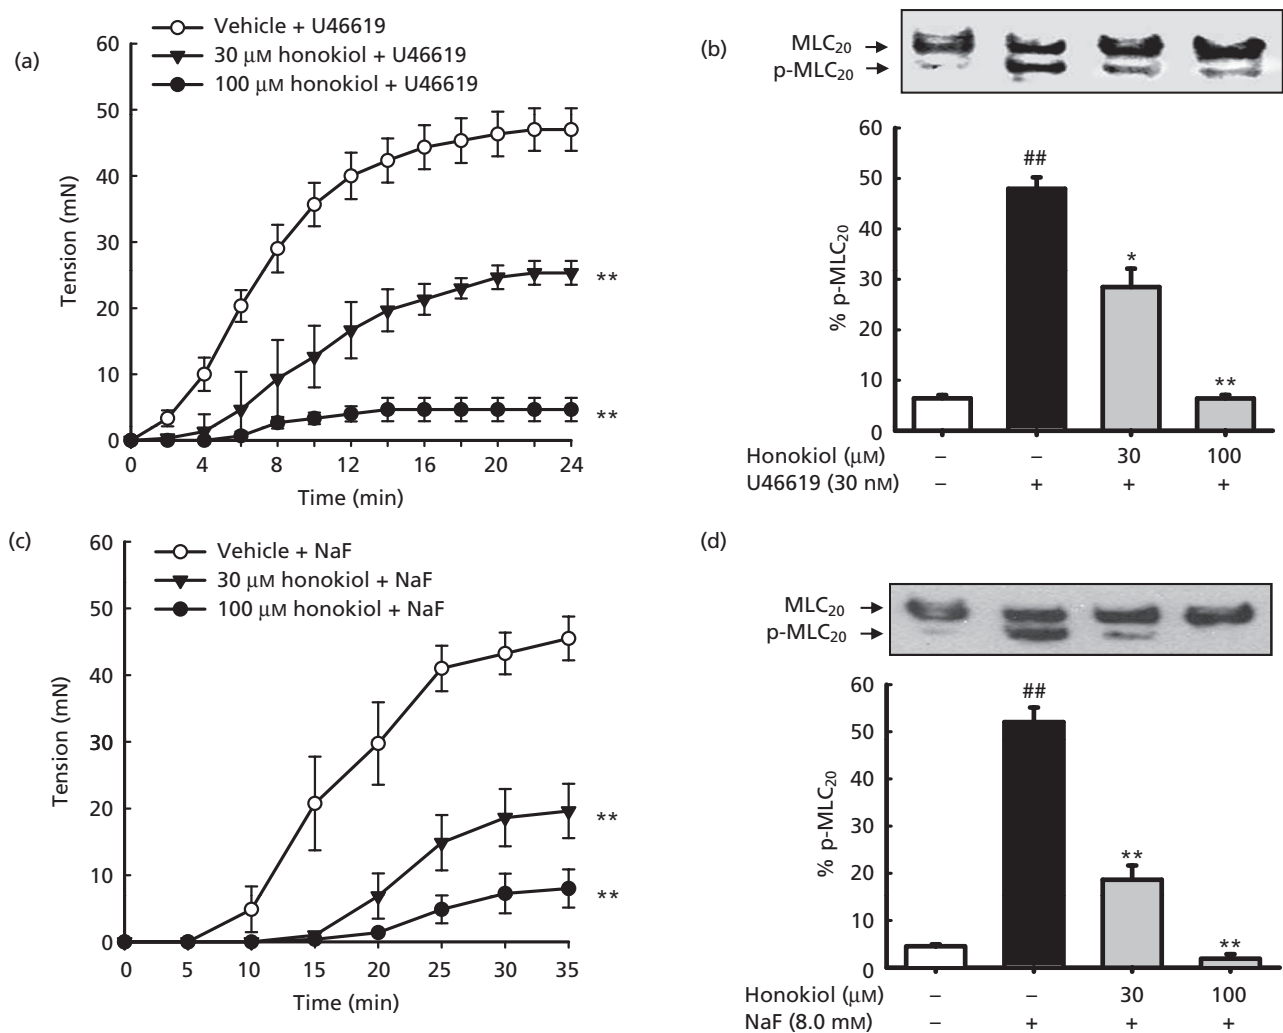 (a)
Vehicle + U46619
30 μM honokiol + U46619
100 μM honokiol + U46619
60
50
40
30
20
10
0
Tension (mN)
**
**
0 4 8 12 16 20 24
Time (min)
(b)
MLC20
p-MLC20
60
50
40
30
20
10
0
% p-MLC20
##
*
**
Honokiol (μM) – – 30 100
U46619 (30 nM) – + + +
(c)
Vehicle + NaF
30 μM honokiol + NaF
100 μM honokiol + NaF
60
50
40
30
20
10
0
Tension (mN)
**
**
0 5 10 15 20 25 30 35
Time (min)
(d)
MLC20
p-MLC20
60
50
40
30
20
10
0
% p-MLC20
##
**
**
Honokiol (μM) – – 30 100
NaF (8.0 mM) – + + +